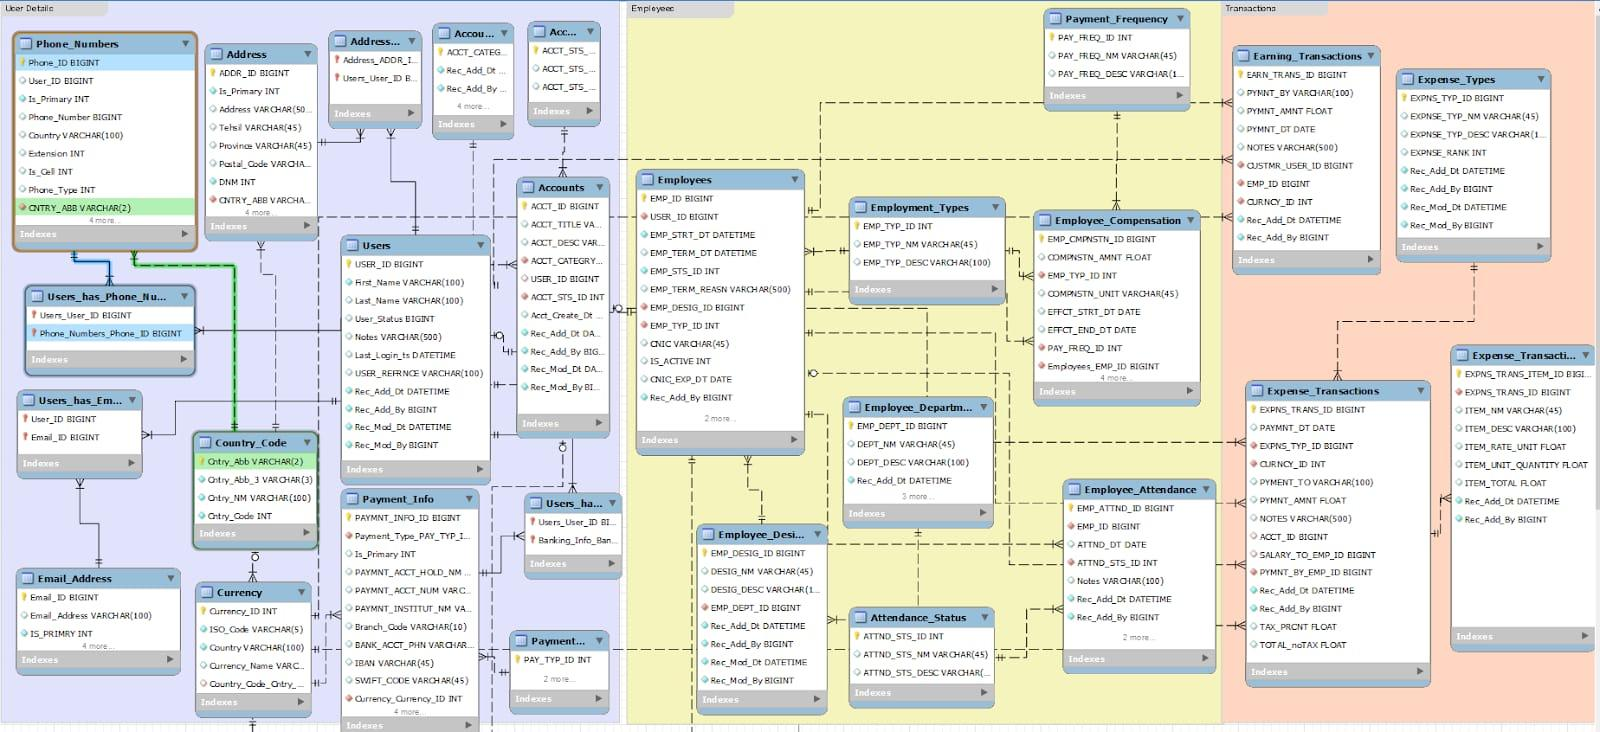 User Details
Employees
Transactions
Phone_Numbers
Phone_ID BIGINT
User_ID BIGINT
Is_Primary INT
Phone_Number BIGINT
Country VARCHAR(100)
Extension INT
Is_Cell INT
Phone_Type INT
CNTRY_ABB VARCHAR(2)
4 more...
Indexes
Address
ADDR_ID BIGINT
Is_Primary INT
Address VARCHAR(50...
Tehsil VARCHAR(45)
Province VARCHAR(45)
Postal_Code VARCHA...
DNM INT
CNTRY_ABB VARCHA...
4 more...
Indexes
Address...
Address_ADDR_I...
Users_User_ID B...
Indexes
Accou...
ACCT_CATEG...
Rec_Add_Dt ...
Rec_Add_By ...
4 more...
Indexes
Acc...
ACCT_STS_...
ACCT_STS_...
ACCT_STS_...
Indexes
Accounts
ACCT_ID BIGINT
ACCT_TITLE VA...
ACCT_DESC VAR...
ACCT_CATEGRY...
USER_ID BIGINT
ACCT_STS_ID INT
Acct_Create_Dt ...
Rec_Add_Dt DA...
Rec_Add_By BIG...
Rec_Mod_Dt DA...
Rec_Mod_By BI...
Indexes
Users
USER_ID BIGINT
First_Name VARCHAR(100)
Last_Name VARCHAR(100)
User_Status BIGINT
Notes VARCHAR(500)
Last_Login_ts DATETIME
USER_REFRNCE VARCHAR(100)
Rec_Add_Dt DATETIME
Rec_Add_By BIGINT
Rec_Mod_Dt DATETIME
Rec_Mod_By BIGINT
Indexes
Users_has_Phone_Nu...
Users_User_ID BIGINT
Phone_Numbers_Phone_ID BIGINT
Indexes
Users_has_Em...
User_ID BIGINT
Email_ID BIGINT
Indexes
Country_Code
Cntry_Abb VARCHAR(2)
Cntry_Abb_3 VARCHAR(3)
Cntry_NM VARCHAR(100)
Cntry_Code INT
Indexes
Email_Address
Email_ID BIGINT
Email_Address VARCHAR(100)
IS_PRIMRY INT
4 more...
Indexes
Currency
Currency_ID INT
ISO_Code VARCHAR(5)
Country VARCHAR(100)
Currency_Name VARC...
Country_Code_Cntry_...
Indexes
Payment_Info
PAYMNT_INFO_ID BIGINT
Payment_Type_PAY_TYP_I...
Is_Primary INT
PAYMNT_ACCT_HOLD_NM ...
PAYMNT_ACCT_NUM VARC...
PAYMNT_INSTITUT_NM VA...
Branch_Code VARCHAR(10)
BANK_ACCT_PHN VARCHAR...
IBAN VARCHAR(45)
SWIFT_CODE VARCHAR(45)
Currency_Currency_ID INT
4 more...
Indexes
Users_ha...
Users_User_ID BI...
Banking_Info_Ban...
Indexes
Payment...
PAY_TYP_ID INT
2 more...
Indexes
Employees
EMP_ID BIGINT
USER_ID BIGINT
EMP_STRT_DT DATETIME
EMP_TERM_DT DATETIME
EMP_STS_ID INT
EMP_TERM_REASN VARCHAR(500)
EMP_DESIG_ID BIGINT
EMP_TYP_ID INT
CNIC VARCHAR(45)
IS_ACTIVE INT
CNIC_EXP_DT DATE
Rec_Add_By BIGINT
2 more...
Indexes
Payment_Frequency
PAY_FREQ_ID INT
PAY_FREQ_NM VARCHAR(45)
PAY_FREQ_DESC VARCHAR(1...
Indexes
Employment_Types
EMP_TYP_ID INT
EMP_TYP_NM VARCHAR(45)
EMP_TYP_DESC VARCHAR(100)
Indexes
Employee_Compensation
EMP_CMPNSTN_ID BIGINT
COMPNSTN_AMNT FLOAT
EMP_TYP_ID INT
COMPNSTN_UNIT VARCHAR(45)
EFFCT_STRT_DT DATE
EFFCT_END_DT DATE
PAY_FREQ_ID INT
Employees_EMP_ID BIGINT
4 more...
Indexes
Employee_Departm...
EMP_DEPT_ID BIGINT
DEPT_NM VARCHAR(45)
DEPT_DESC VARCHAR(100)
Rec_Add_Dt DATETIME
3 more...
Indexes
Employee_Desi...
EMP_DESIG_ID BIGINT
DESIG_NM VARCHAR(45)
DESIG_DESC VARCHAR(1...
EMP_DEPT_ID BIGINT
Rec_Add_Dt DATETIME
Rec_Add_By BIGINT
Rec_Mod_Dt DATETIME
Rec_Mod_By BIGINT
Indexes
Attendance_Status
ATTND_STS_ID INT
ATTND_STS_NM VARCHAR(45)
ATTND_STS_DESC VARCHAR(...
Indexes
Employee_Attendance
EMP_ATTND_ID BIGINT
EMP_ID BIGINT
ATTND_DT DATE
ATTND_STS_ID INT
Notes VARCHAR(100)
Rec_Add_Dt DATETIME
Rec_Add_By BIGINT
2 more...
Indexes
Earning_Transactions
EARN_TRANS_ID BIGINT
PYMNT_BY VARCHAR(100)
PYMNT_AMNT FLOAT
PYMNT_DT DATE
NOTES VARCHAR(500)
CUSTMR_USER_ID BIGINT
EMP_ID BIGINT
CURNCY_ID INT
Rec_Add_Dt DATETIME
Rec_Add_By BIGINT
Indexes
Expense_Types
EXPNS_TYP_ID BIGINT
EXPNSE_TYP_NM VARCHAR(45)
EXPNSE_TYP_DESC VARCHAR(1...
EXPNSE_RANK INT
Rec_Add_Dt DATETIME
Rec_Add_By BIGINT
Rec_Mod_Dt DATETIME
Rec_Mod_By BIGINT
Indexes
Expense_Transactions
EXPNS_TRANS_ID BIGINT
PAYMNT_DT DATE
EXPNS_TYP_ID BIGINT
CURNCY_ID INT
PYMENT_TO VARCHAR(100)
PYMNT_AMNT FLOAT
NOTES VARCHAR(500)
ACCT_ID BIGINT
SALARY_TO_EMP_ID BIGINT
PYMNT_BY_EMP_ID BIGINT
Rec_Add_Dt DATETIME
Rec_Add_By BIGINT
TAX_PRCNT FLOAT
TOTAL_noTAX FLOAT
Indexes
Expense_Transacti...
EXPNS_TRANS_ITEM_ID BIGI...
EXPNS_TRANS_ID BIGINT
ITEM_NM VARCHAR(45)
ITEM_DESC VARCHAR(100)
ITEM_RATE_UNIT FLOAT
ITEM_UNIT_QUANTITY FLOAT
ITEM_TOTAL FLOAT
Rec_Add_Dt DATETIME
Rec_Add_By BIGINT
Indexes